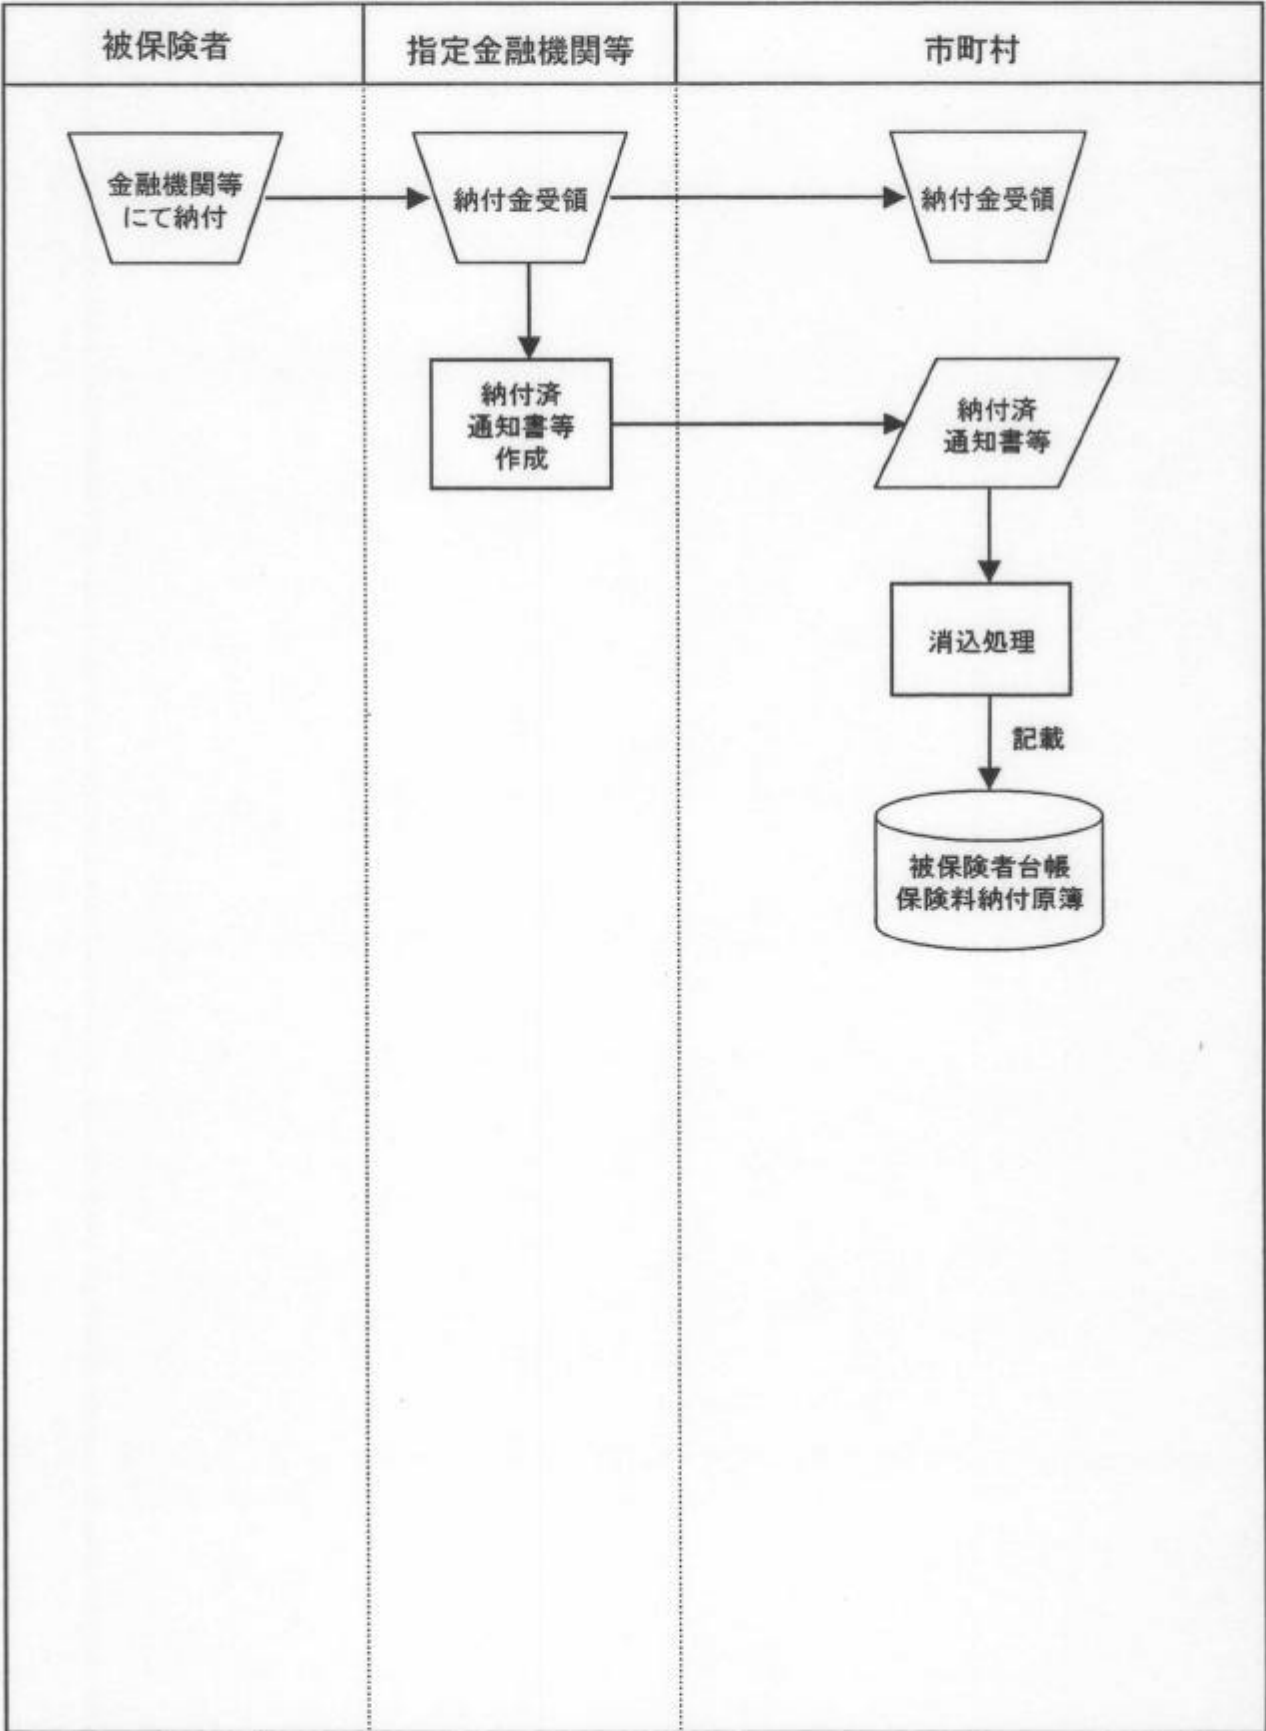 被保険者
指定金融機関等
市町村
金融機関等
にて納付
納付金受領
納付金受領
納付済
通知書等
作成
納付済
通知書等
消込処理
記載
被保険者台帳
保険料納付原簿